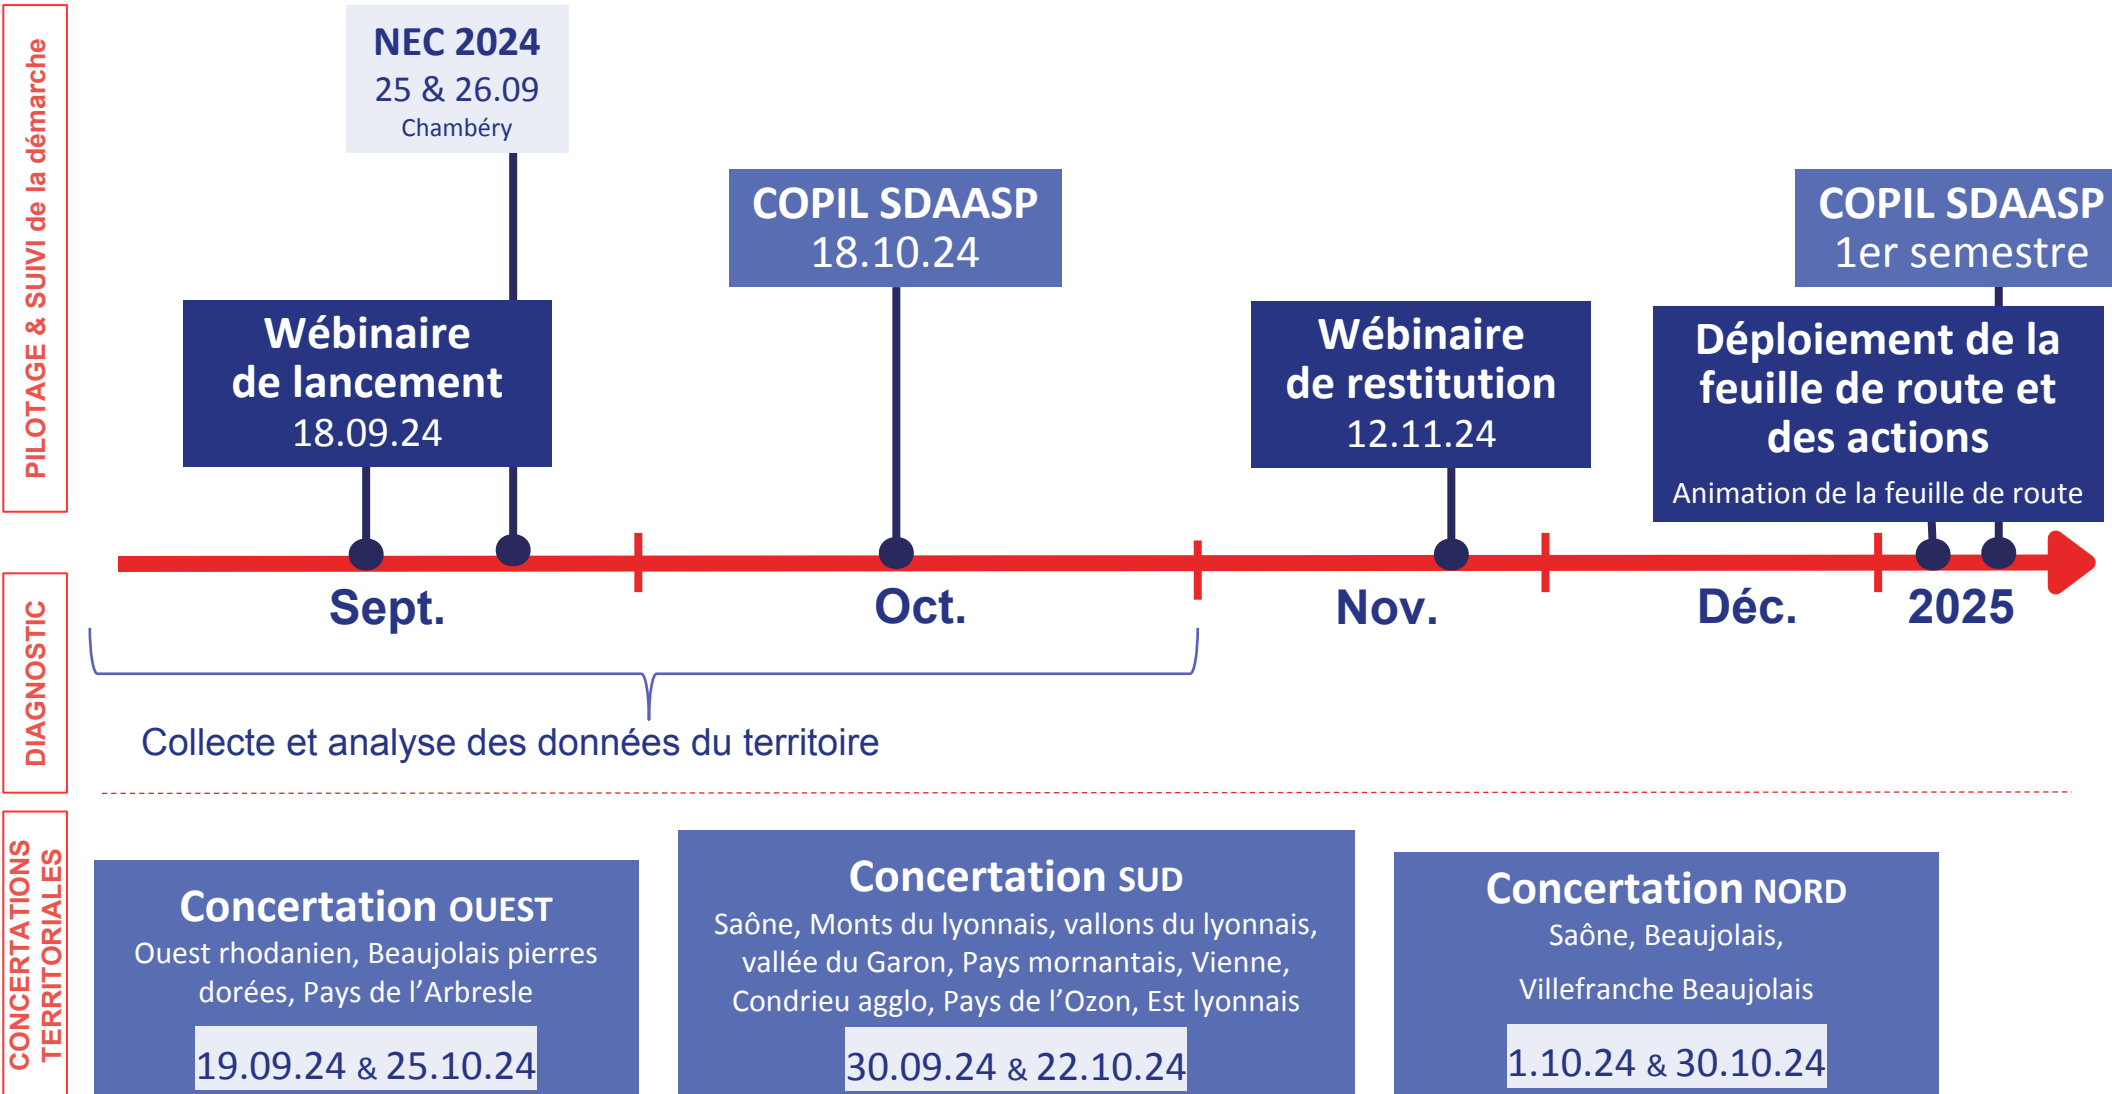 PILOTAGE & SUIVI de la démarche
NEC 2024
25 & 26.09
Chambéry
COPIL SDAASP
18.10.24
COPIL SDAASP
1er semestre
Wébinaire
de lancement
18.09.24
Wébinaire
de restitution
12.11.24
Déploiement de la
feuille de route et
des actions
Animation de la feuille de route
Sept.
Oct.
Nov.
Déc.
2025
DIAGNOSTIC
Collecte et analyse des données du territoire
CONCERTATIONS
TERRITORIALES
Concertation OUEST
Ouest rhodanien, Beaujolais pierres
dorées, Pays de l’Arbresle
19.09.24 & 25.10.24
Concertation SUD
Saône, Monts du lyonnais, vallons du lyonnais,
vallée du Garon, Pays mornantais, Vienne,
Condrieu agglo, Pays de l’Ozon, Est lyonnais
30.09.24 & 22.10.24
Concertation NORD
Saône, Beaujolais,
Villefranche Beaujolais
1.10.24 & 30.10.24